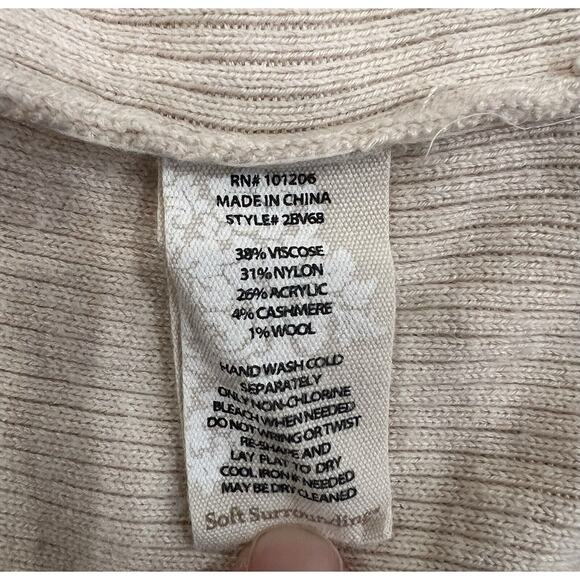 RN# 101206
MADE IN CHINA
STYLE# 2BV68
38% VISCOSE
31% NYLON
26% ACRYLIC
4% CASHMERE
1% WOOL
HAND WASH COLD
SEPARATELY
ONLY NON-CHLORINE
BLEACH WHEN NEEDED
DO NOT WRING OR TWIST
RE-SHAPE AND
LAY FLAT TO DRY
COOL IRON IF NEEDED
MAY BE DRY CLEANED
Soft Surroundings